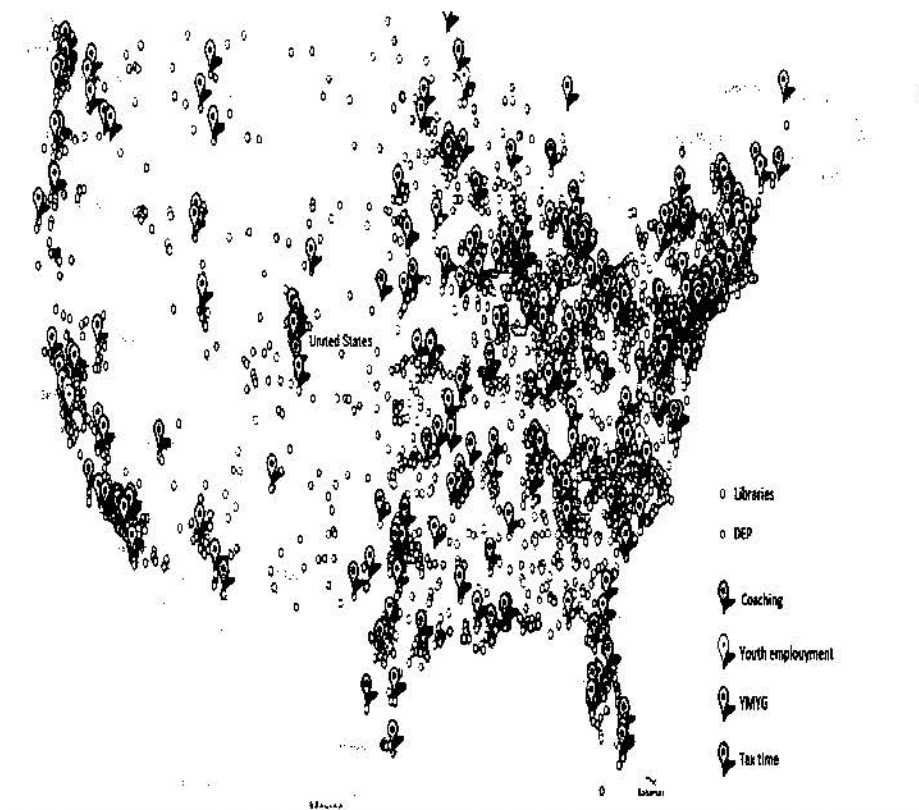 United States
Libraries
DEP
Coaching
Youth employment
YMYG
Tax time